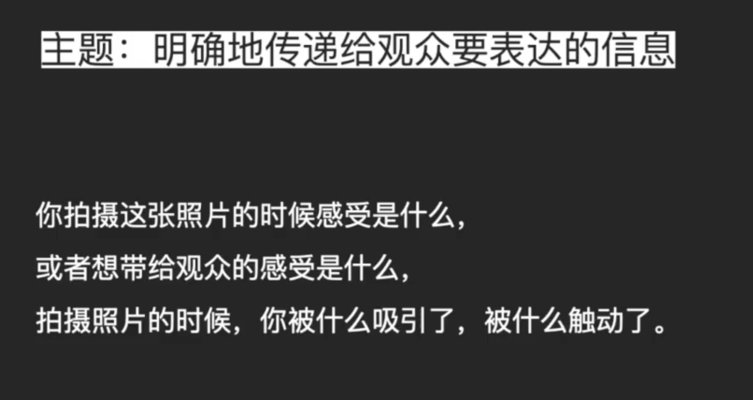 主题：明确地传递给观众要表达的信息
你拍摄这张照片的时候感受是什么，
或者想带给观众的感受是什么，
拍摄照片的时候，你被什么吸引了，被什么触动了。